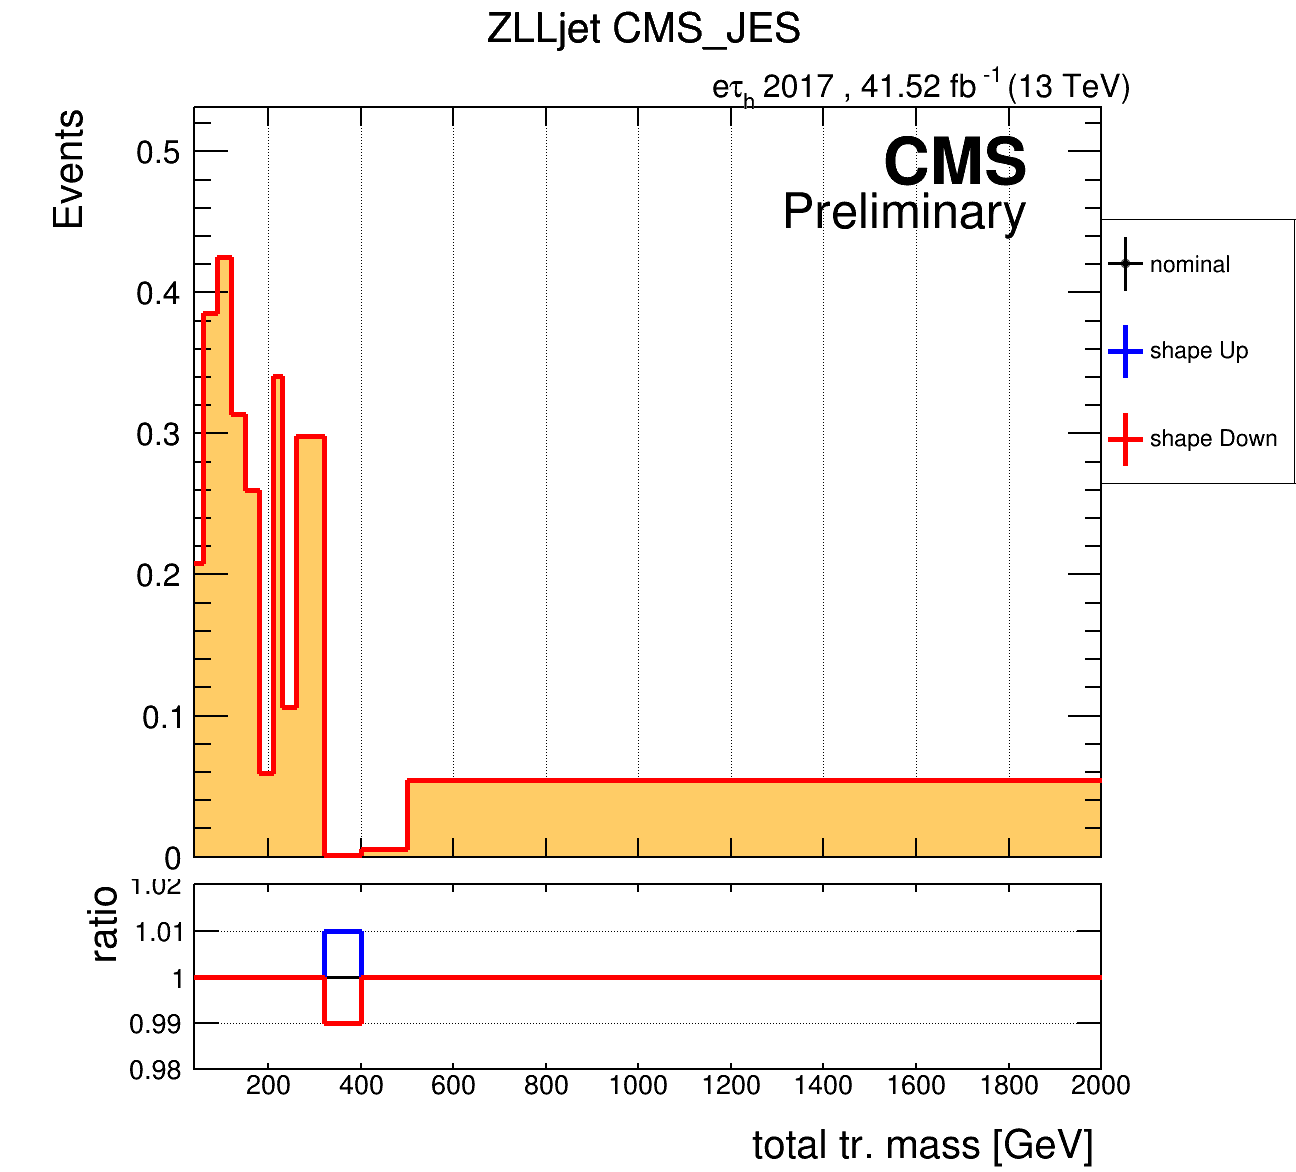 ZLLjet CMS_JES
eτh 2017 , 41.52 fb-1 (13 TeV)
Events
CMS
Preliminary
0.5
0.4
0.3
0.2
0.1
0
nominal
shape Up
shape Down
ratio
1.02
1.01
1
0.99
0.98
200 400 600 800 1000 1200 1400 1600 1800 2000
total tr. mass [GeV]